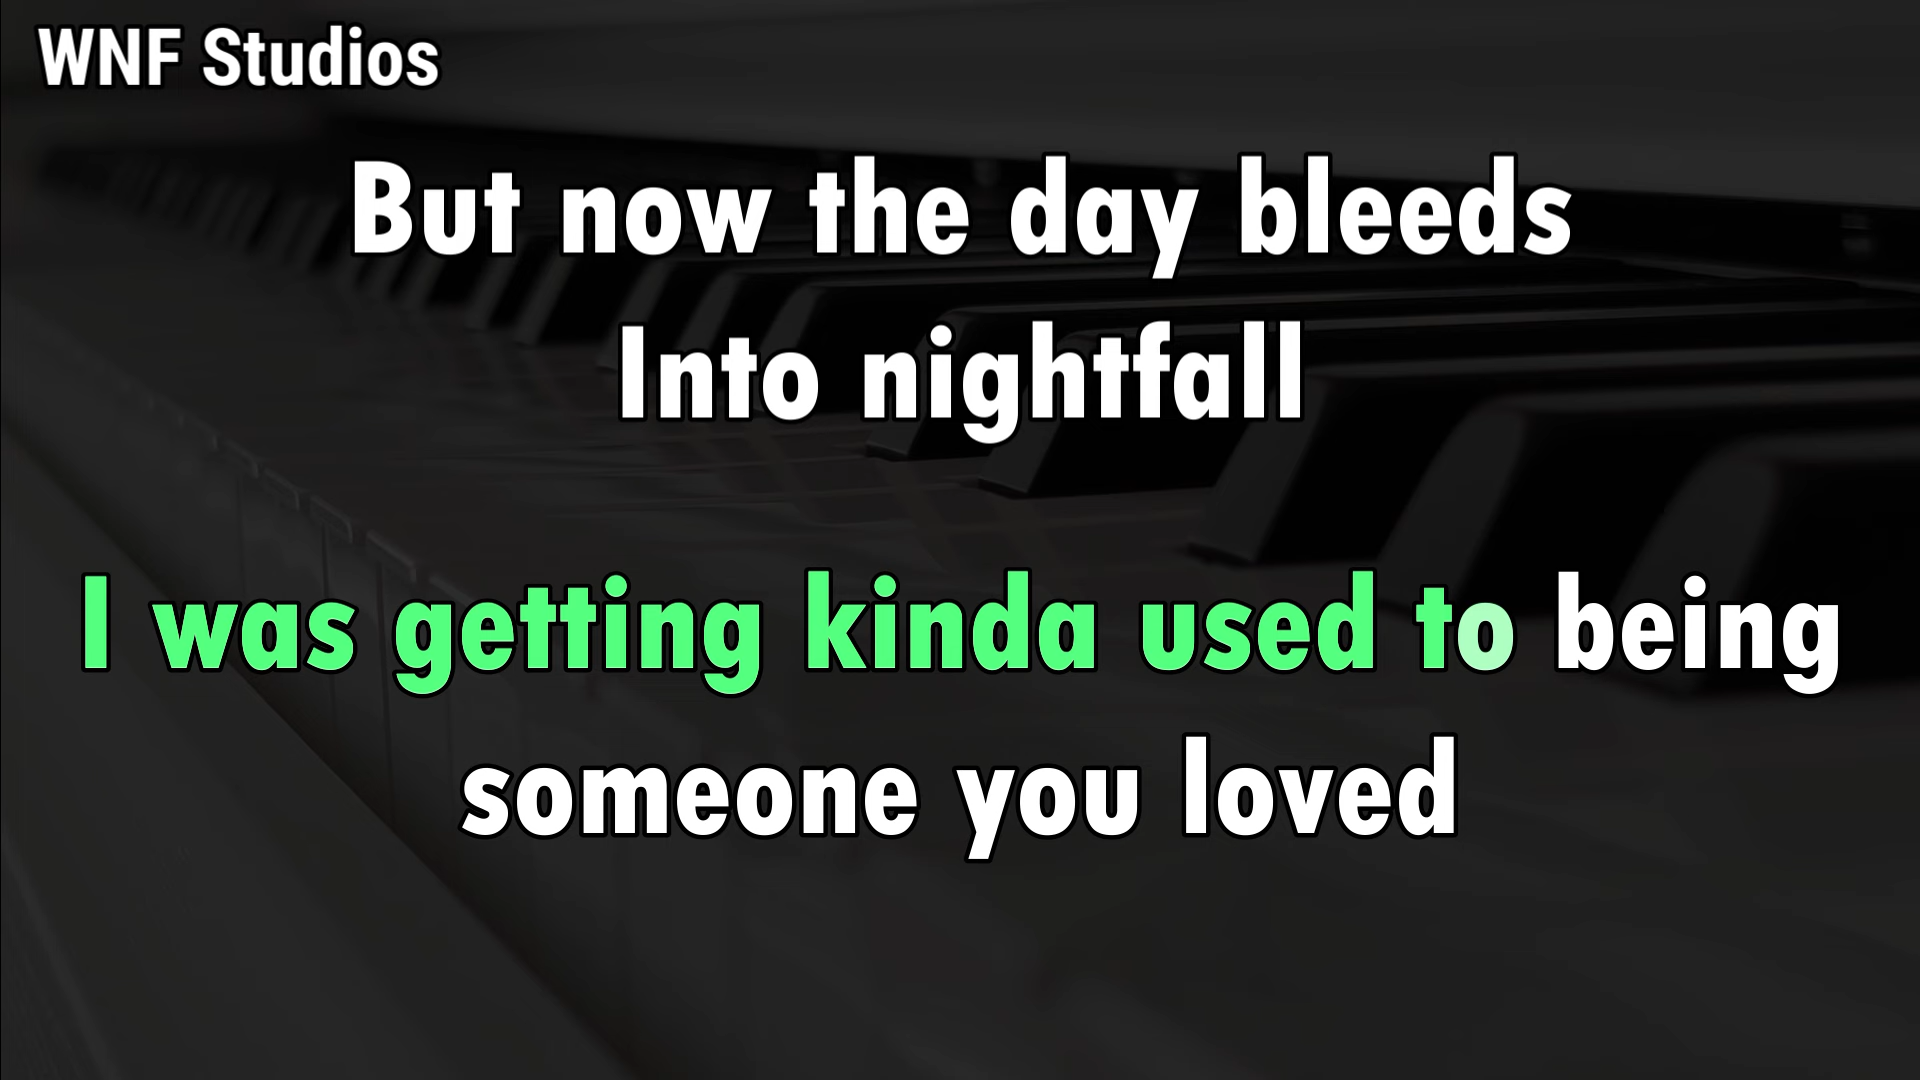 WNF Studios
But now the day bleeds
Into nightfall
I was getting kinda used to being
someone you loved